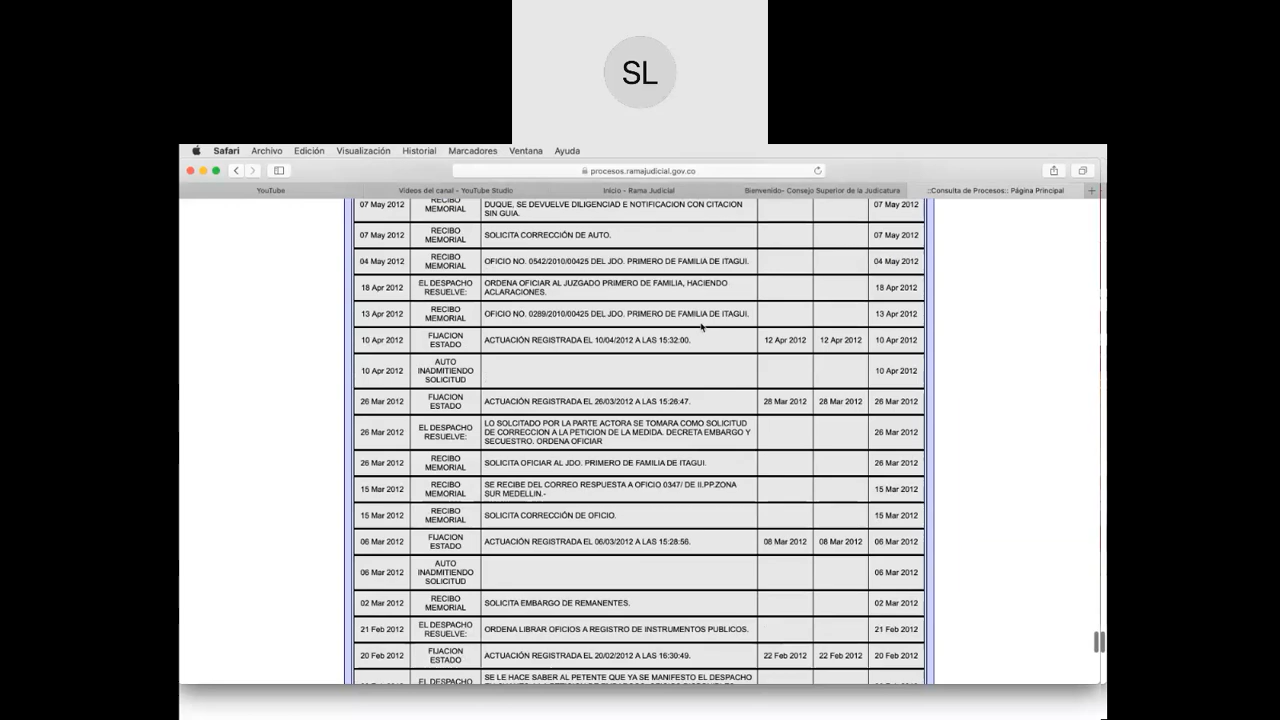 SL
Safari Archivo Edición Visualización Historial Marcadores Ventana Ayuda
procesos.ramajudicial.gov.co
YouTube Vídeos del canal - YouTube Studio Inicio - Rama Judicial Bienvenido- Consejo Superior de la Judicatura ::Consulta de Procesos:: Página Principal +
07 May 2012 RECIBO MEMORIAL DUQUE, SE DEVUELVE DILIGENCIAD E NOTIFICACION CON CITACION 07 May 2012
SIN GUIA.
07 May 2012 RECIBO MEMORIAL SOLICITA CORRECCIÓN DE AUTO. 07 May 2012
04 May 2012 RECIBO MEMORIAL OFICIO NO. 0542/2010/00425 DEL JDO. PRIMERO DE FAMILIA DE ITAGUI. 04 May 2012
18 Apr 2012 EL DESPACHO RESUELVE: ORDENA OFICIAR AL JUZGADO PRIMERO DE FAMILIA, HACIENDO 18 Apr 2012
ACLARACIONES.
13 Apr 2012 RECIBO MEMORIAL OFICIO NO. 0289/2010/00425 DEL JDO. PRIMERO DE FAMILIA DE ITAGUI. 13 Apr 2012
10 Apr 2012 FIJACION ESTADO ACTUACIÓN REGISTRADA EL 10/04/2012 A LAS 15:32:00. 12 Apr 2012 12 Apr 2012 10 Apr 2012
10 Apr 2012 AUTO INADMITIENDO SOLICITUD 10 Apr 2012
26 Mar 2012 FIJACION ESTADO ACTUACIÓN REGISTRADA EL 26/03/2012 A LAS 15:26:47. 28 Mar 2012 28 Mar 2012 26 Mar 2012
26 Mar 2012 EL DESPACHO RESUELVE: LO SOLCITADO POR LA PARTE ACTORA SE TOMARA COMO SOLICITUD 26 Mar 2012
DE CORRECCION A LA PETICION DE LA MEDIDA. DECRETA EMBARGO Y
SECUESTRO. ORDENA OFICIAR
26 Mar 2012 RECIBO MEMORIAL SOLICITA OFICIAR AL JDO. PRIMERO DE FAMILIA DE ITAGUI. 26 Mar 2012
15 Mar 2012 RECIBO MEMORIAL SE RECIBE DEL CORREO RESPUESTA A OFICIO 0347/ DE II.PP.ZONA 15 Mar 2012
SUR MEDELLIN.-
15 Mar 2012 RECIBO MEMORIAL SOLICITA CORRECCIÓN DE OFICIO. 15 Mar 2012
06 Mar 2012 FIJACION ESTADO ACTUACIÓN REGISTRADA EL 06/03/2012 A LAS 15:28:56. 08 Mar 2012 08 Mar 2012 06 Mar 2012
06 Mar 2012 AUTO INADMITIENDO SOLICITUD 06 Mar 2012
02 Mar 2012 RECIBO MEMORIAL SOLICITA EMBARGO DE REMANENTES. 02 Mar 2012
21 Feb 2012 EL DESPACHO RESUELVE: ORDENA LIBRAR OFICIOS A REGISTRO DE INSTRUMENTOS PUBLICOS. 21 Feb 2012
20 Feb 2012 FIJACION ESTADO ACTUACIÓN REGISTRADA EL 20/02/2012 A LAS 16:30:49. 22 Feb 2012 22 Feb 2012 20 Feb 2012
EL DESPACHO SE LE HACE SABER AL PETENTE QUE YA SE MANIFESTO EL DESPACHO